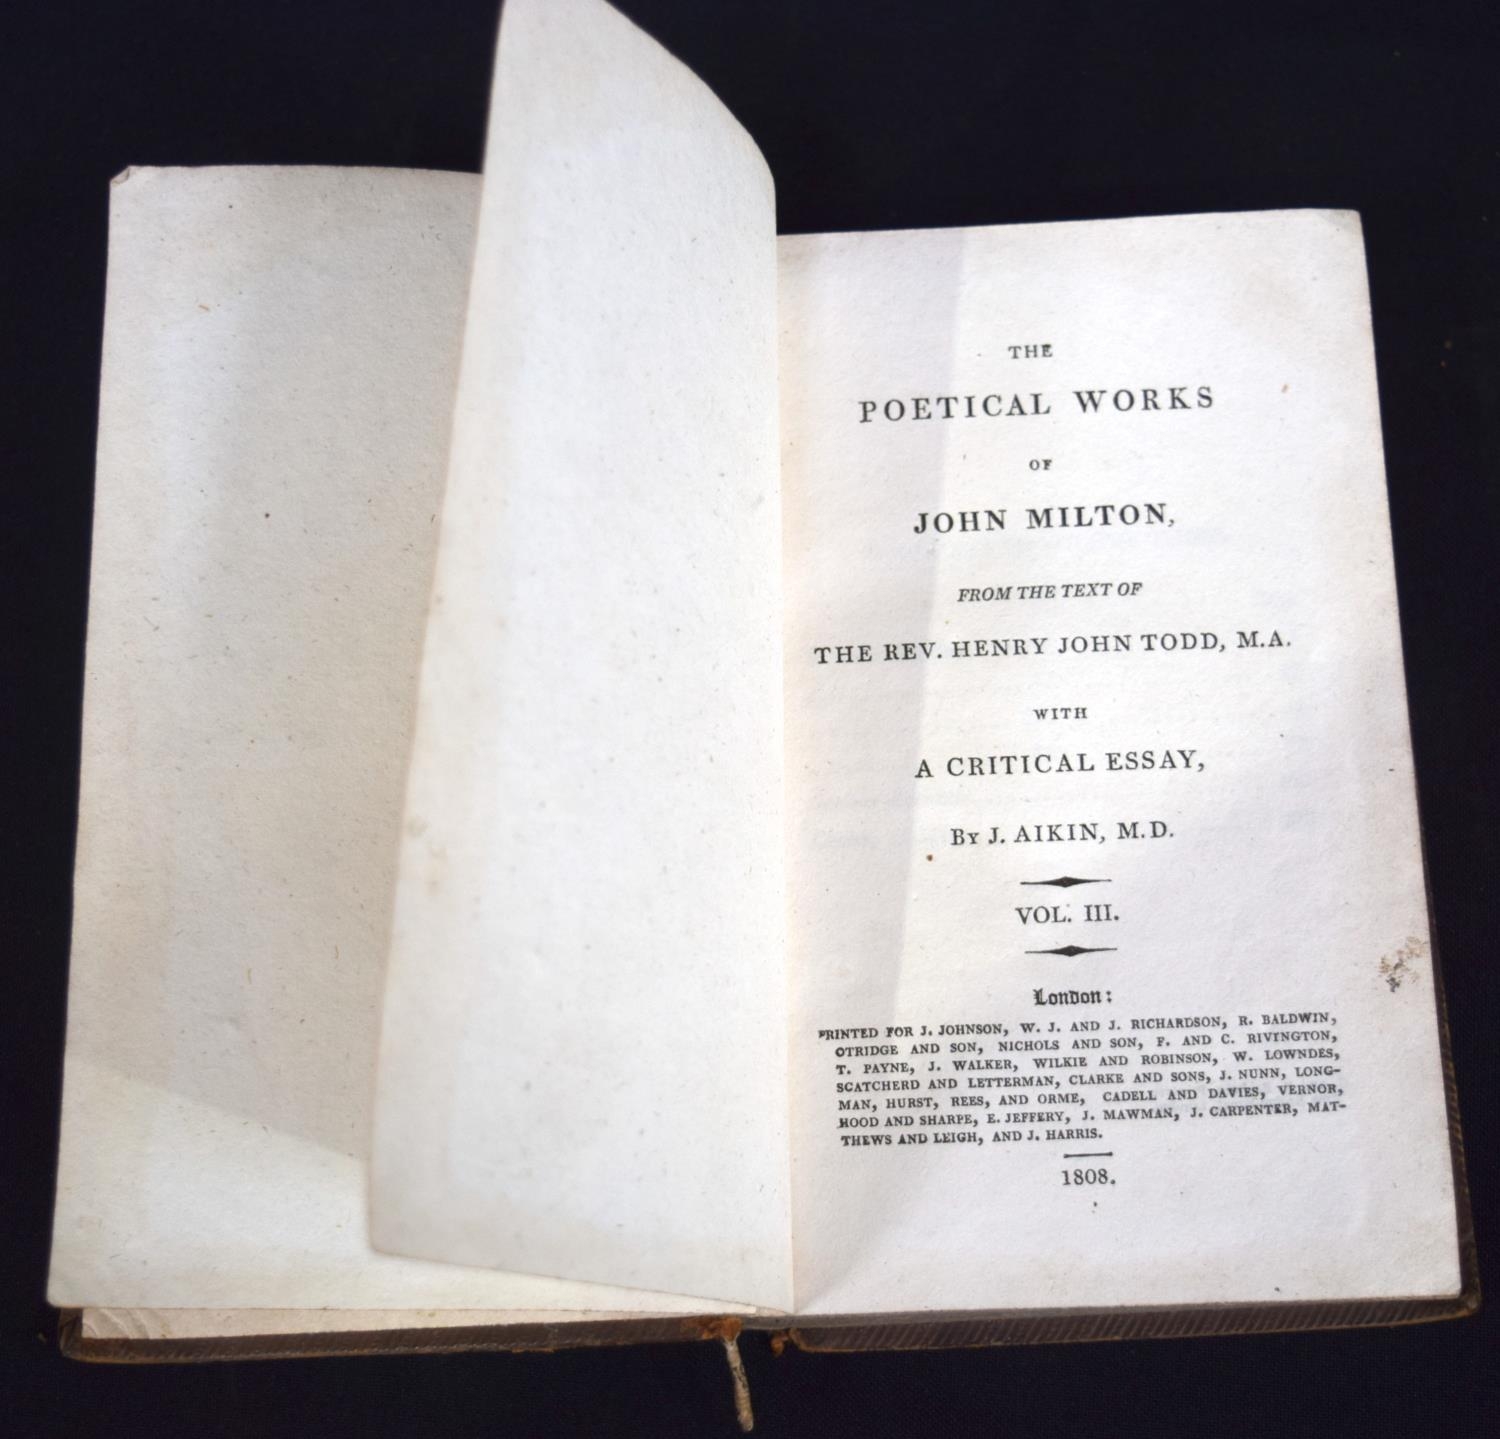 THE
POETICAL WORKS
OF
JOHN MILTON,
FROM THE TEXT OF
THE REV. HENRY JOHN TODD, M.A.
WITH
A CRITICAL ESSAY,
BY J. AIKIN, M.D.
VOL. III.
London:
PRINTED FOR J. JOHNSON, W. J. AND J. RICHARDSON, R. BALDWIN,
OTRIDGE AND SON, NICHOLS AND SON, F. AND C. RIVINGTON,
T. PAYNE, J. WALKER, WILKIE AND ROBINSON, W. LOWNDES,
SCATCHERD AND LETTERMAN, CLARKE AND SONS, J. NUNN, LONG-
MAN, HURST, REES, AND ORME, CADELL AND DAVIES, VERNOR,
HOOD AND SHARPE, E. JEFFERY, J. MAWMAN, J. CARPENTER, MAT-
THEWS AND LEIGH, AND J. HARRIS.
1808.